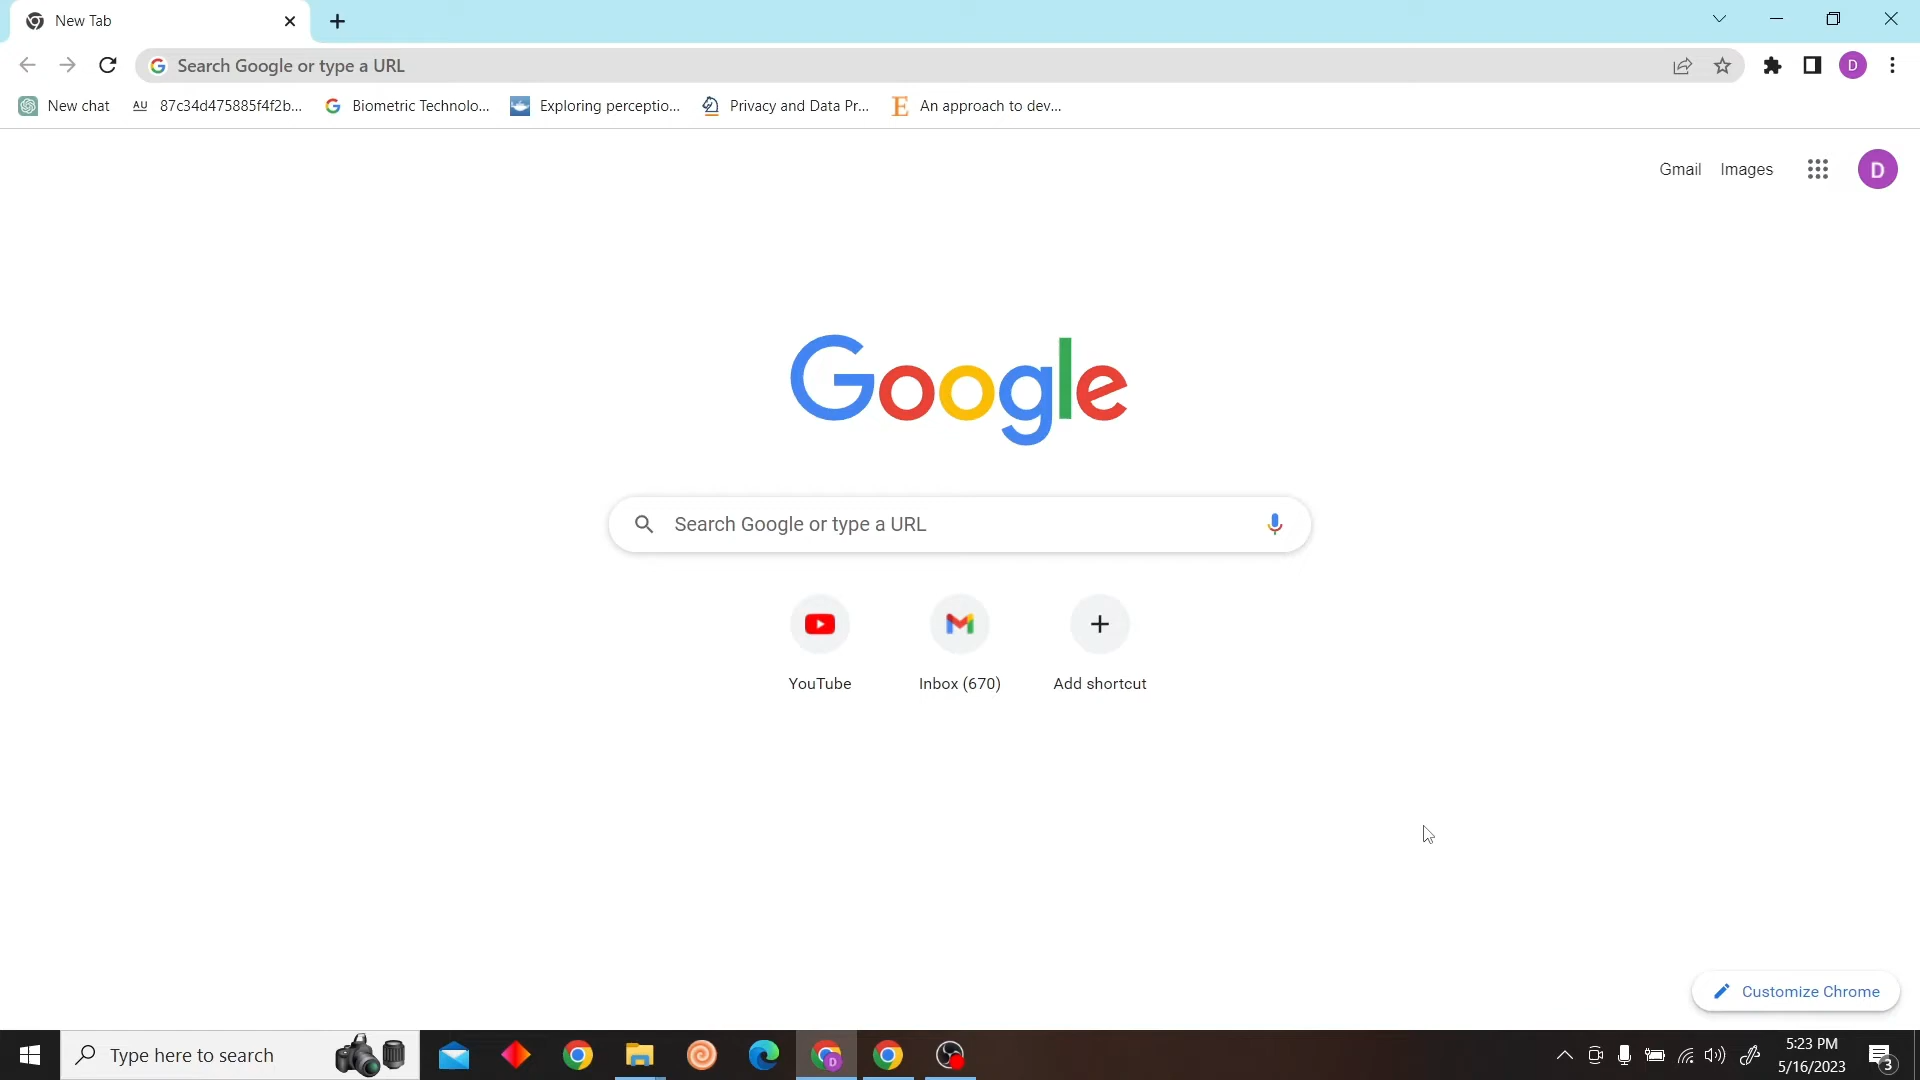 New Tab
Search Google or type a URL
New chat
AU 87c34d475885f4f2b...
Biometric Technolo...
Exploring perceptio...
Privacy and Data Pr...
E An approach to dev...
D
Gmail Images
D
Google
Search Google or type a URL
YouTube
Inbox (670)
Add shortcut
Customize Chrome
Type here to search
D
5:23 PM
5/16/2023
3